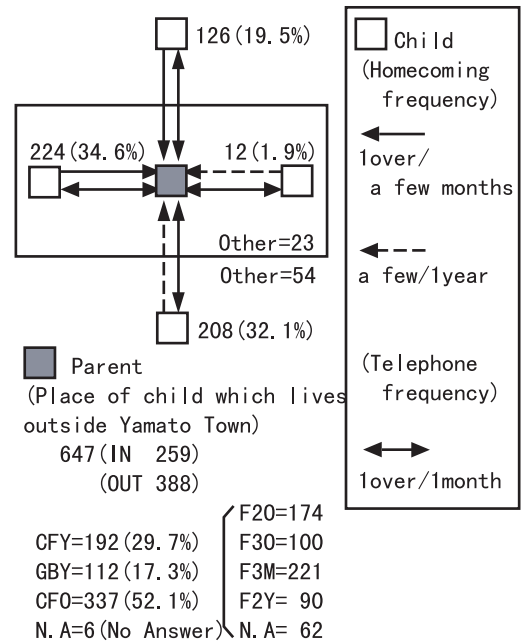 126(19.5%)
224(34.6%)
12(1.9%)
Other=23
Other=54
208(32.1%)
Parent
(Place of child which lives
outside Yamato Town)
647(IN 259)
(OUT 388)
CFY=192(29.7%)
GBY=112(17.3%)
CFO=337(52.1%)
N.A=6(No Answer)
F2O=174
F3O=100
F3M=221
F2Y= 90
N.A= 62
Child
(Homecoming
frequency)
1over/
a few months
a few/1year
(Telephone
frequency)
1over/1month